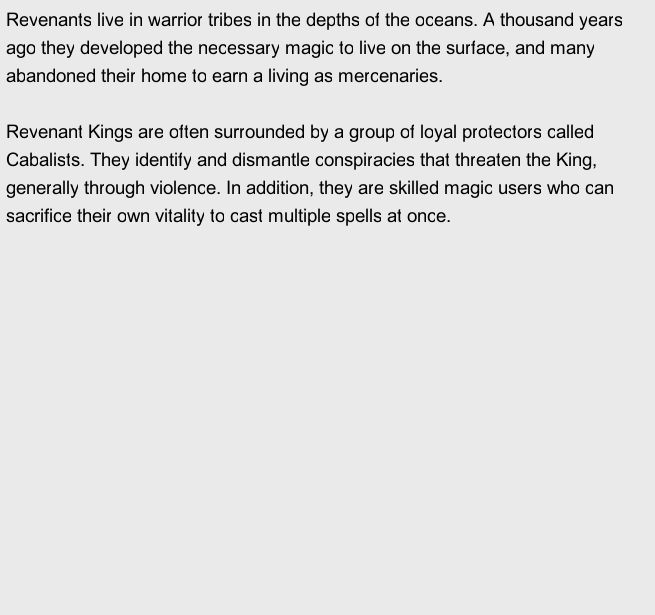 Revenants live in warrior tribes in the depths of the oceans. A thousand years
ago they developed the necessary magic to live on the surface, and many
abandoned their home to earn a living as mercenaries.

Revenant Kings are often surrounded by a group of loyal protectors called
Cabalists. They identify and dismantle conspiracies that threaten the King,
generally through violence. In addition, they are skilled magic users who can
sacrifice their own vitality to cast multiple spells at once.